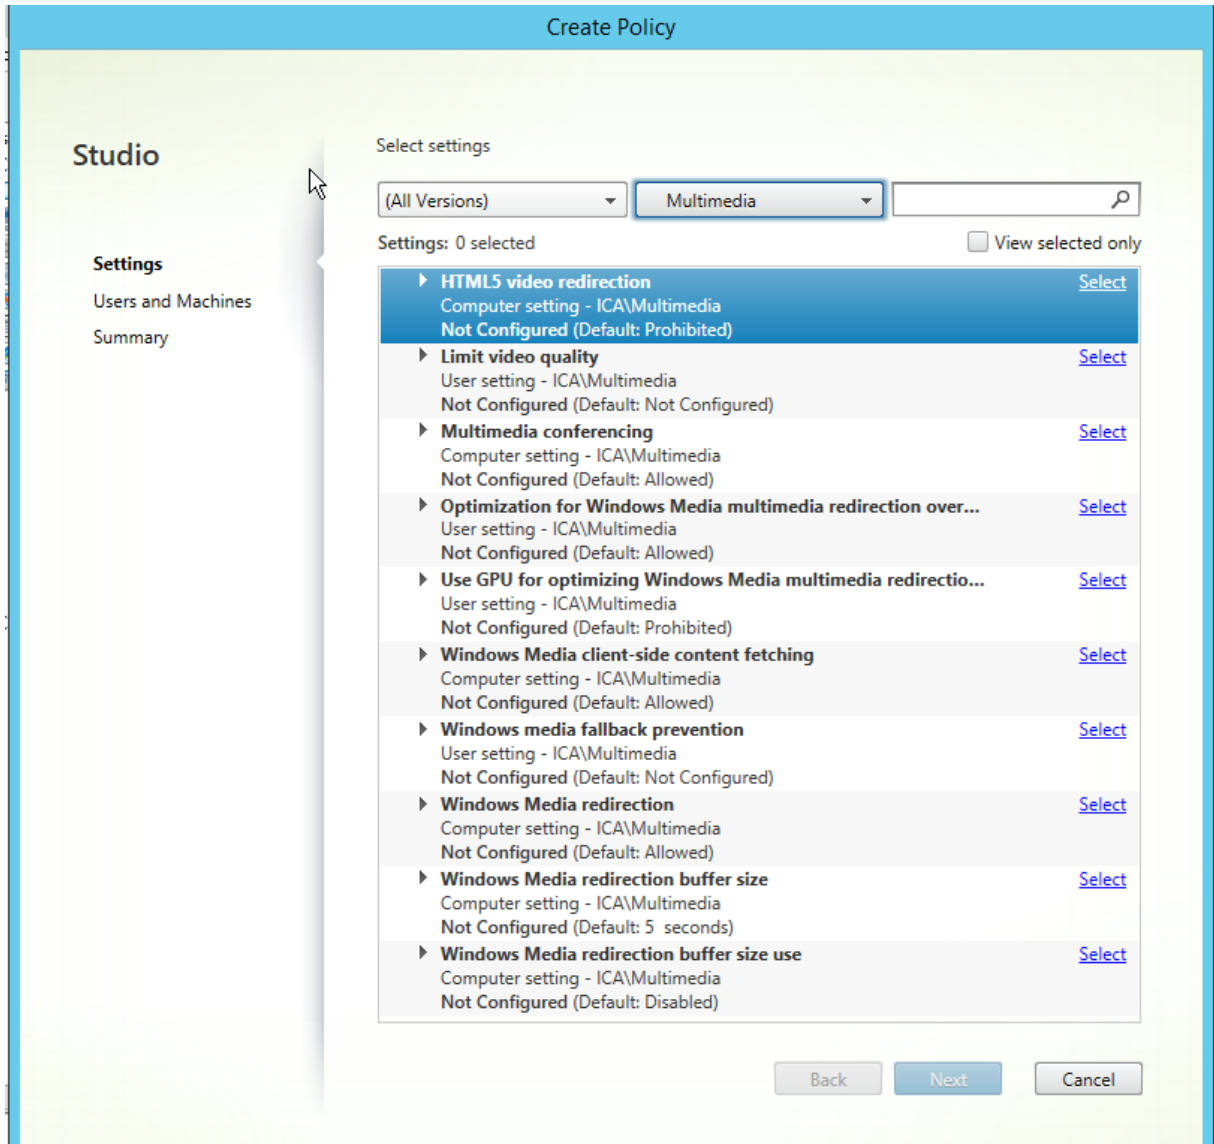 Create Policy
Studio
Settings
Users and Machines
Summary
Select settings
(All Versions)
Multimedia
Settings: 0 selected
View selected only
HTML5 video redirection Select
Computer setting - ICA\Multimedia
Not Configured (Default: Prohibited)
Limit video quality Select
User setting - ICA\Multimedia
Not Configured (Default: Not Configured)
Multimedia conferencing Select
Computer setting - ICA\Multimedia
Not Configured (Default: Allowed)
Optimization for Windows Media multimedia redirection over... Select
User setting - ICA\Multimedia
Not Configured (Default: Allowed)
Use GPU for optimizing Windows Media multimedia redirectio... Select
User setting - ICA\Multimedia
Not Configured (Default: Prohibited)
Windows Media client-side content fetching Select
Computer setting - ICA\Multimedia
Not Configured (Default: Allowed)
Windows media fallback prevention Select
User setting - ICA\Multimedia
Not Configured (Default: Not Configured)
Windows Media redirection Select
Computer setting - ICA\Multimedia
Not Configured (Default: Allowed)
Windows Media redirection buffer size Select
Computer setting - ICA\Multimedia
Not Configured (Default: 5 seconds)
Windows Media redirection buffer size use Select
Computer setting - ICA\Multimedia
Not Configured (Default: Disabled)
Back Next Cancel